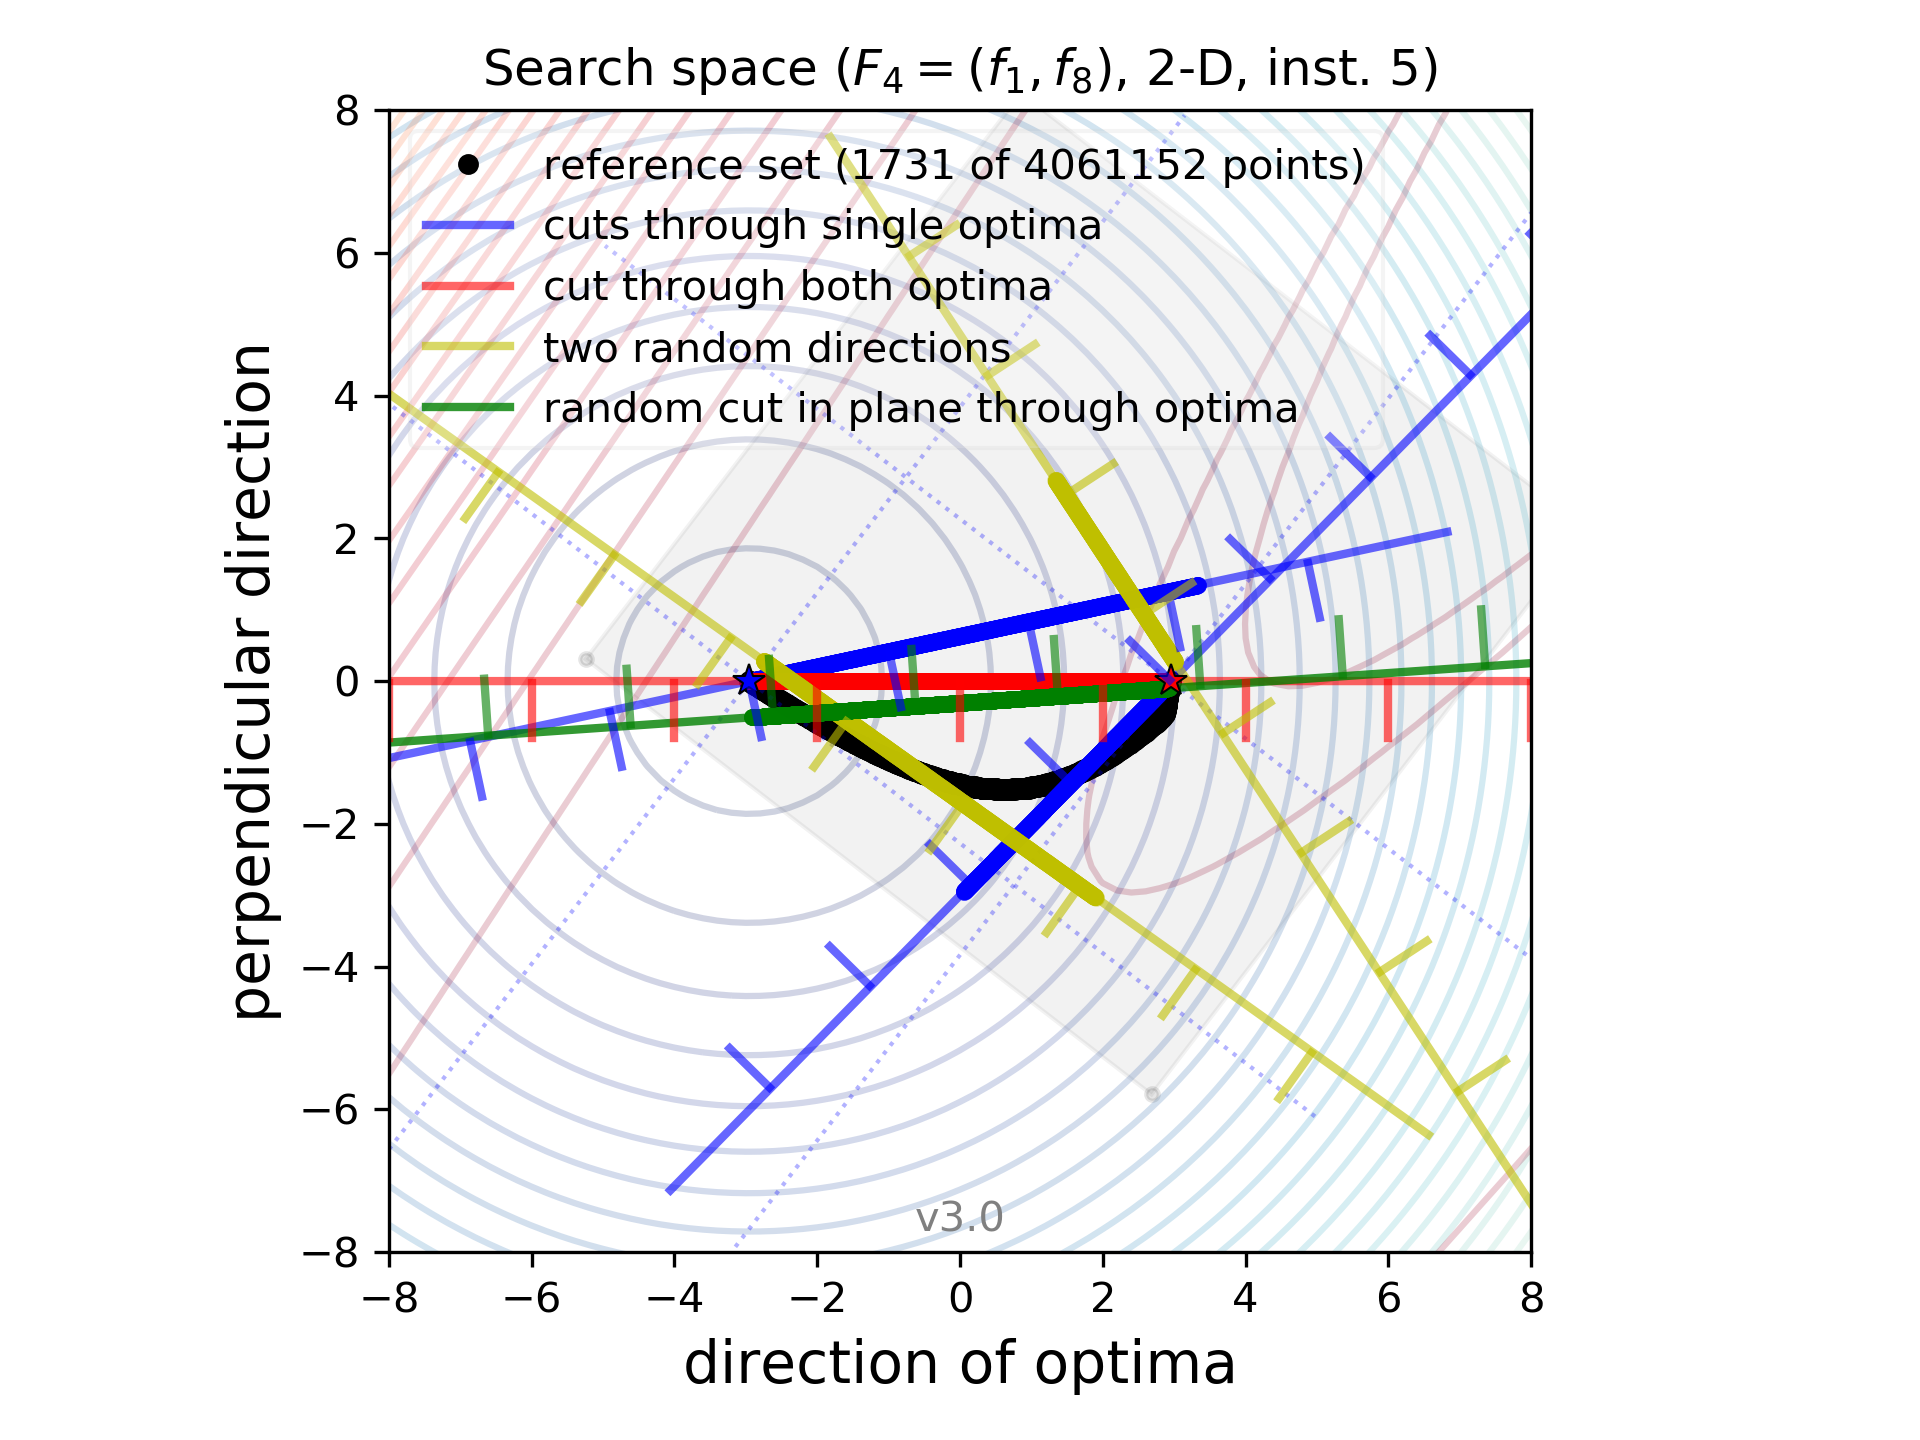 Search space (F₄ = (f₁, f₈), 2-D, inst. 5)
reference set (1731 of 4061152 points)
cuts through single optima
cut through both optima
two random directions
random cut in plane through optima
8
6
4
2
0
−2
−4
−6
−8
perpendicular direction
v3.0
−8 −6 −4 −2 0 2 4 6 8
direction of optima